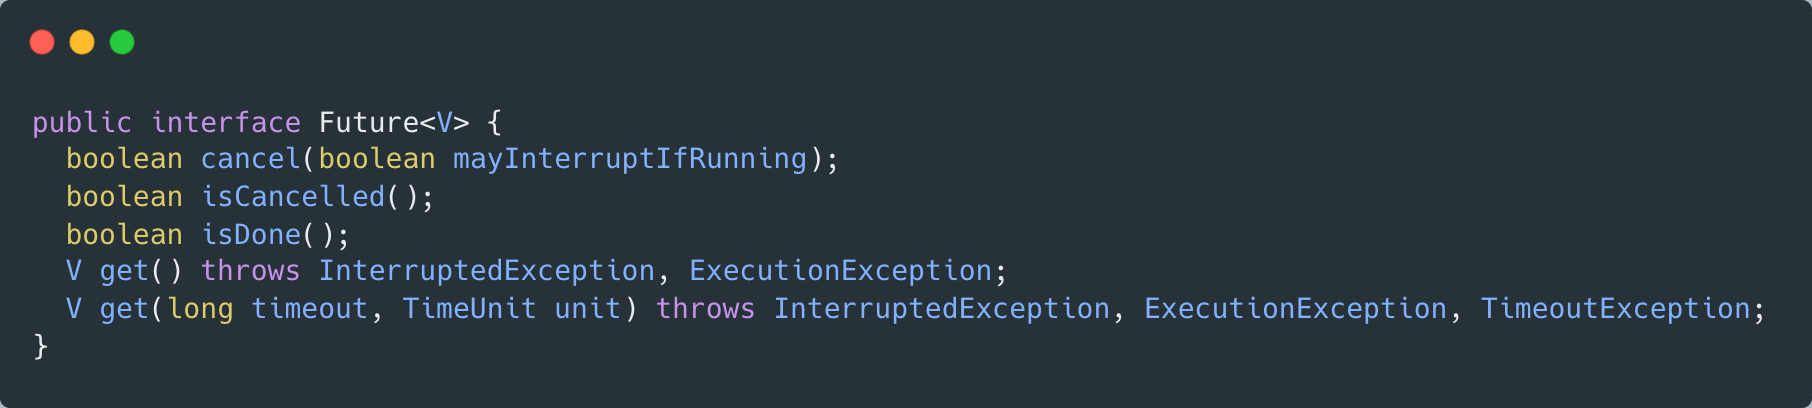 public interface Future<V> {
  boolean cancel(boolean mayInterruptIfRunning);
  boolean isCancelled();
  boolean isDone();
  V get() throws InterruptedException, ExecutionException;
  V get(long timeout, TimeUnit unit) throws InterruptedException, ExecutionException, TimeoutException;
}